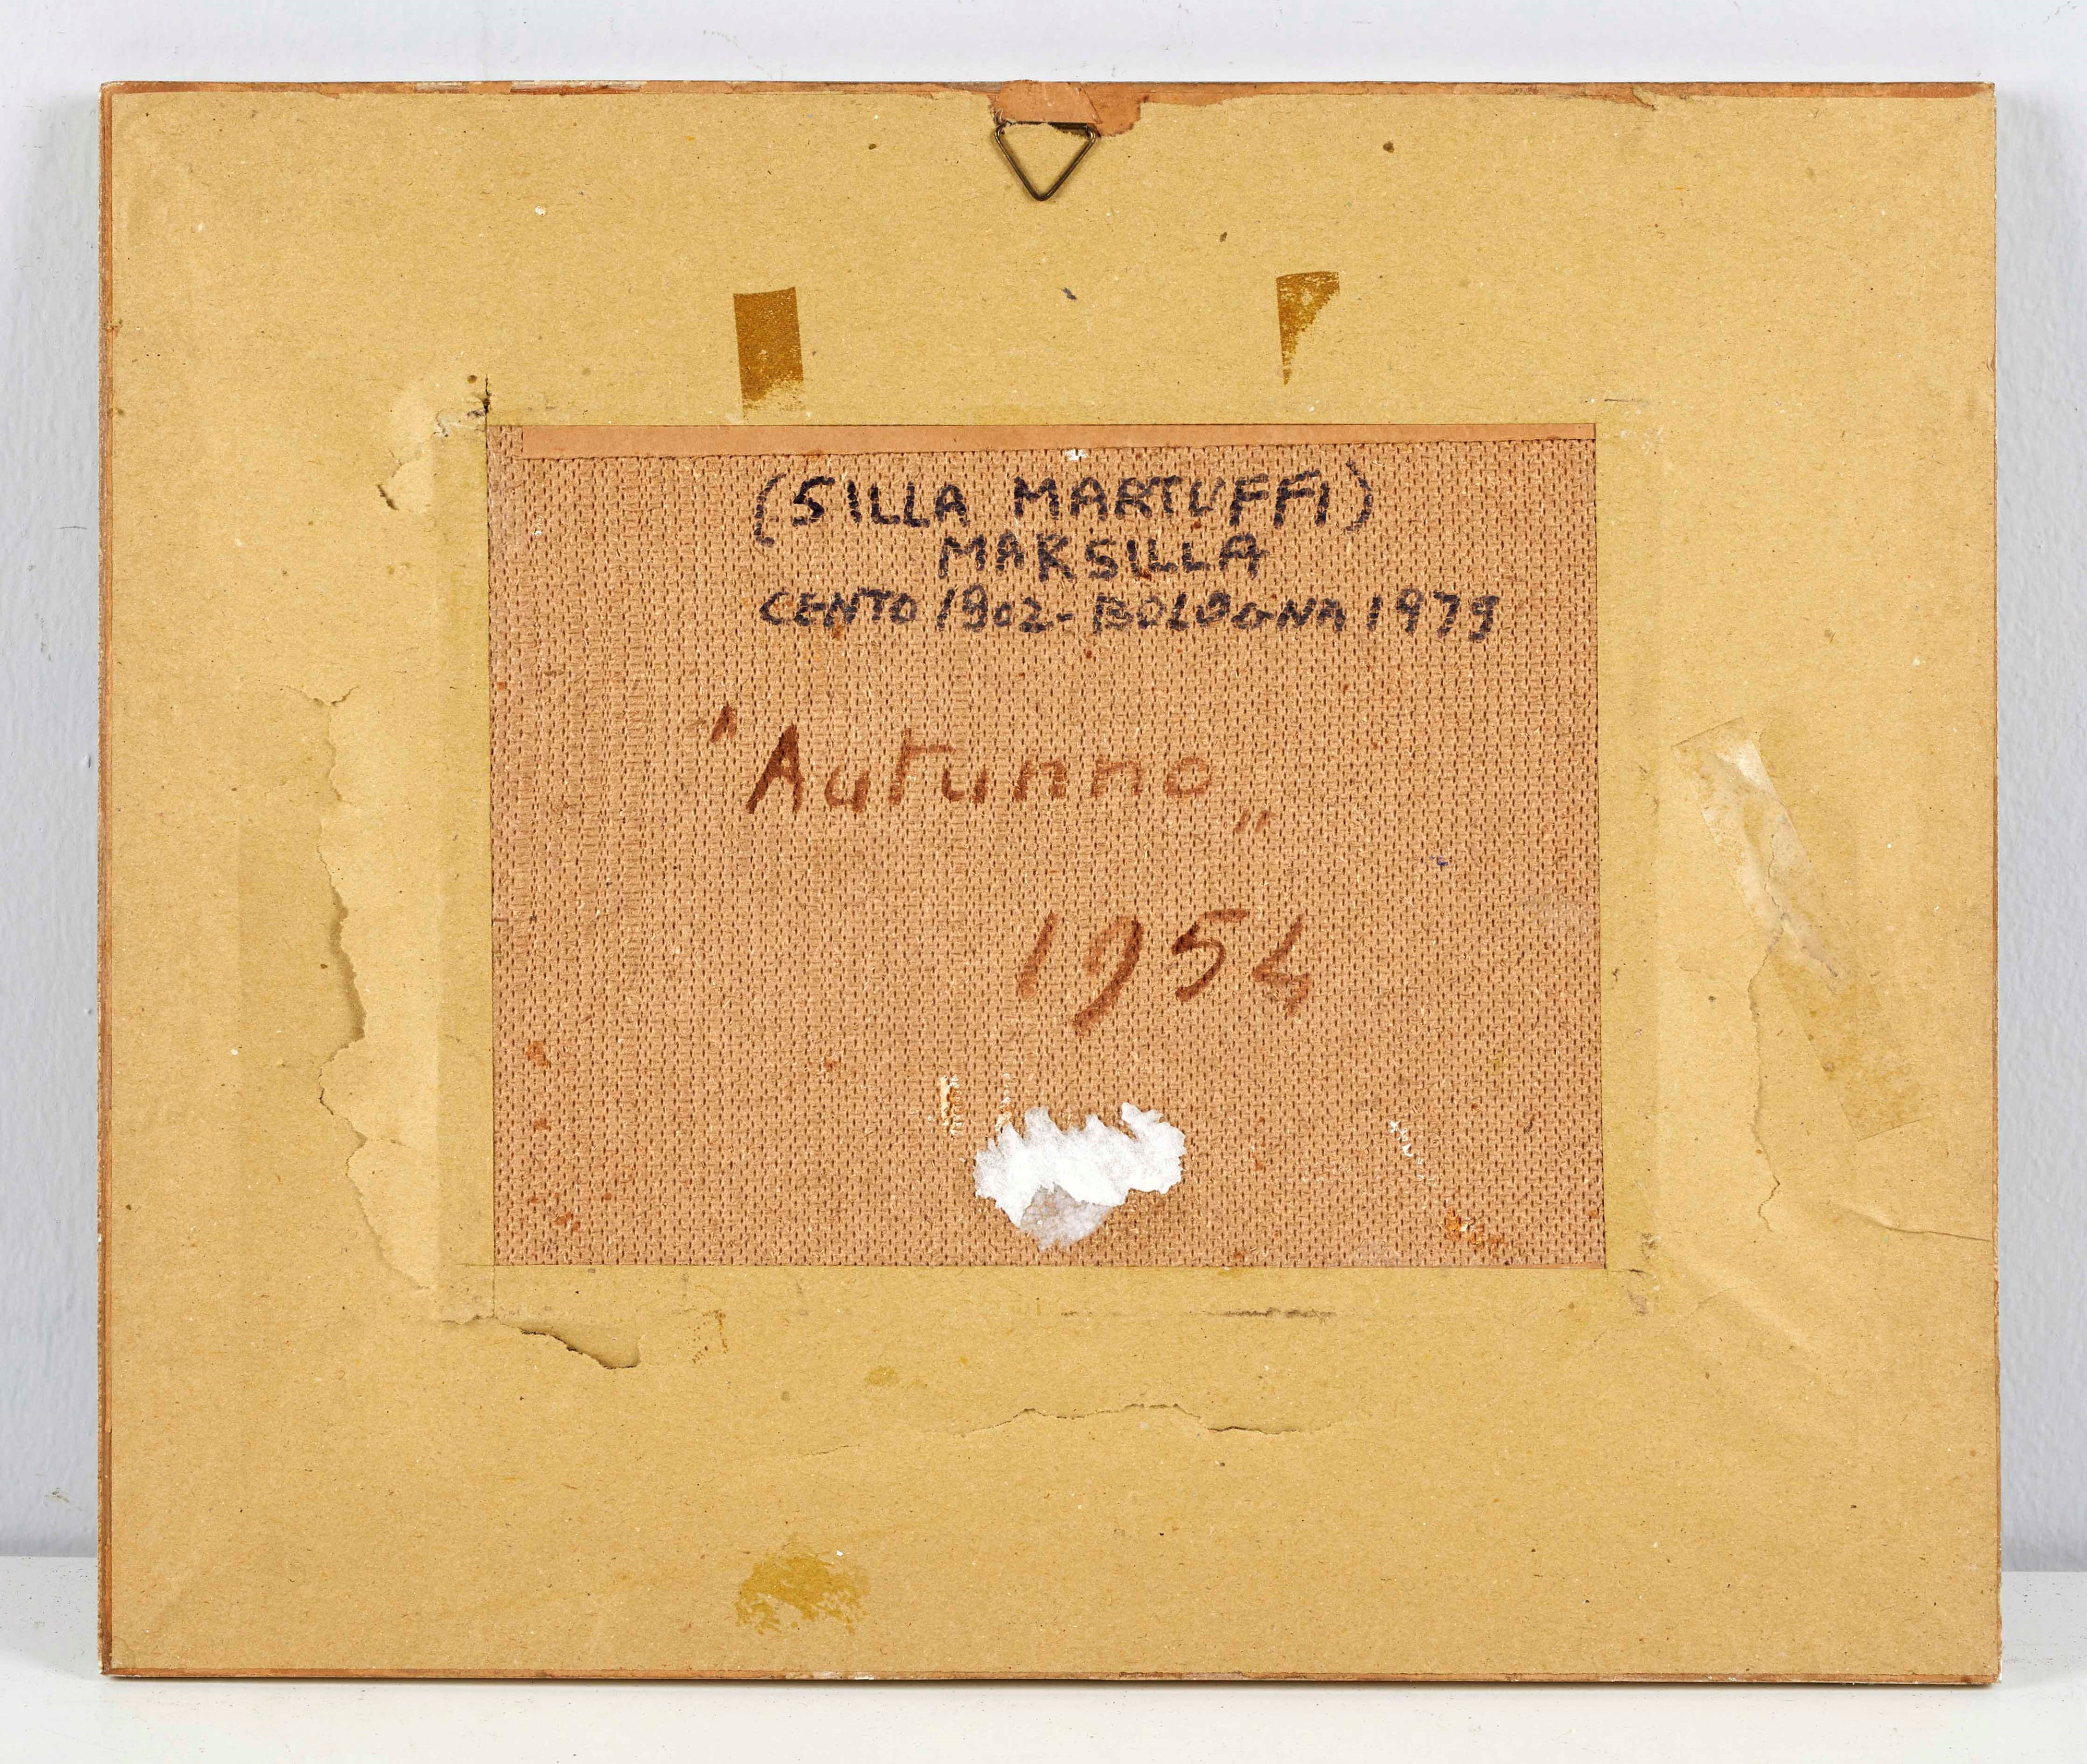 (SILLA MARTUFFI)
MARSILLA
CENTO 1902-BOLOGNA 1979
"Autunno„
1954